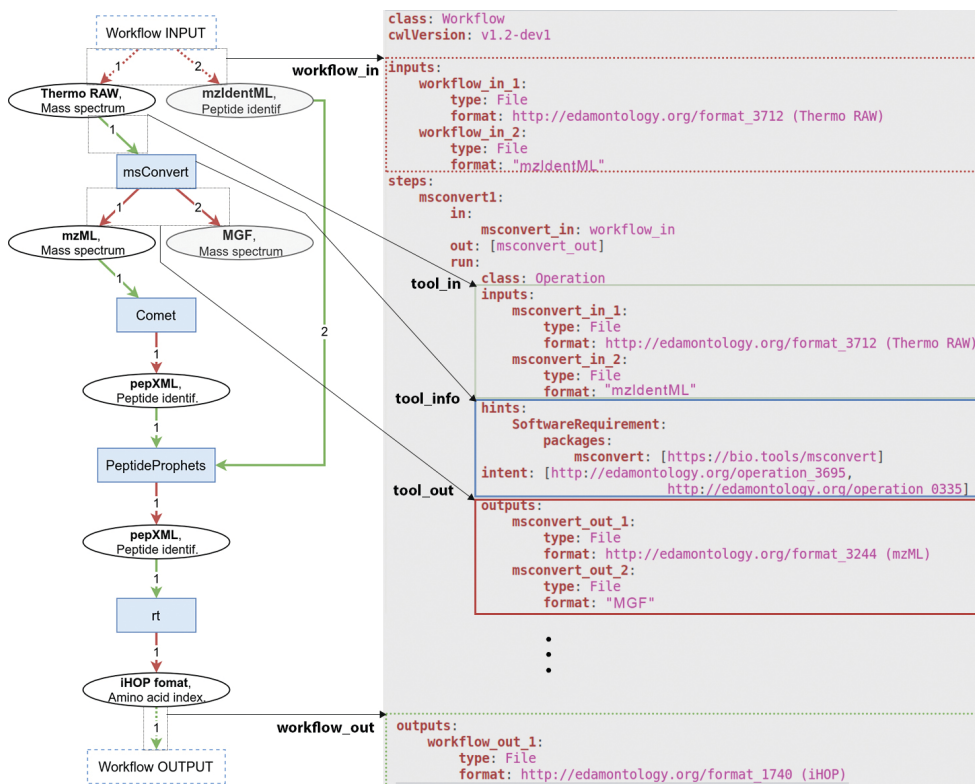 Workflow INPUT
1
2
Thermo RAW,
Mass spectrum
mzIdentML,
Peptide identif
1
msConvert
1
2
mzML,
Mass spectrum
MGF,
Mass spectrum
1
Comet
2
1
pepXML,
Peptide identif.
1
PeptideProphets
1
pepXML,
Peptide identif.
1
rt
1
iHOP fomat,
Amino acid index.
1
Workflow OUTPUT
workflow_in
tool_in
tool_info
tool_out
workflow_out
class: Workflow
cwlVersion: v1.2-dev1
inputs:
workflow_in_1:
type: File
format: http://edamontology.org/format_3712 (Thermo RAW)
workflow_in_2:
type: File
format: "mzIdentML"
steps:
msconvert1:
in:
msconvert_in: workflow_in
out: [msconvert_out]
run:
class: Operation
inputs:
msconvert_in_1:
type: File
format: http://edamontology.org/format_3712 (Thermo RAW)
msconvert_in_2:
type: File
format: "mzIdentML"
hints:
SoftwareRequirement:
packages:
msconvert: [https://bio.tools/msconvert]
intent: [http://edamontology.org/operation_3695,
http://edamontology.org/operation_0335]
outputs:
msconvert_out_1:
type: File
format: http://edamontology.org/format_3244 (mzML)
msconvert_out_2:
type: File
format: "MGF"
outputs:
workflow_out_1:
type: File
format: http://edamontology.org/format_1740 (iHOP)